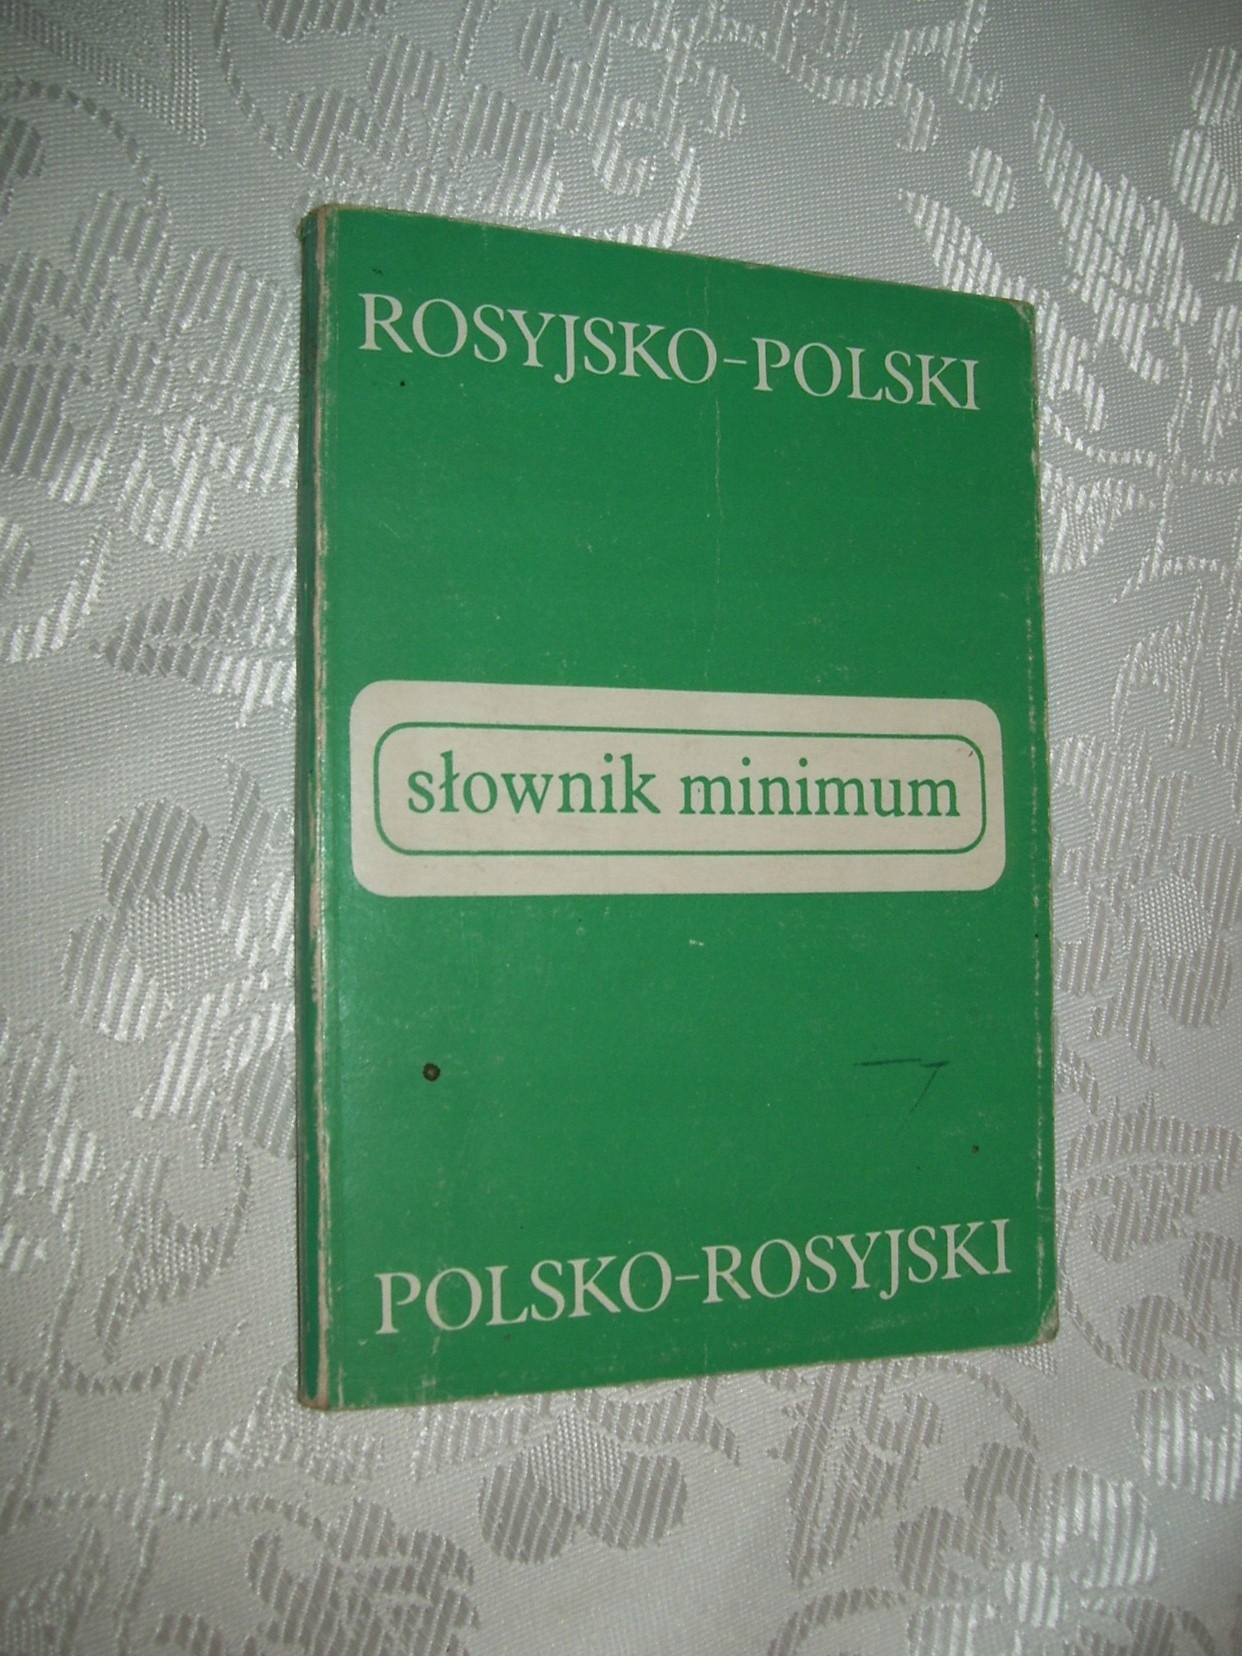 ROSYJSKO-POLSKI
słownik minimum
POLSKO-ROSYJSKI